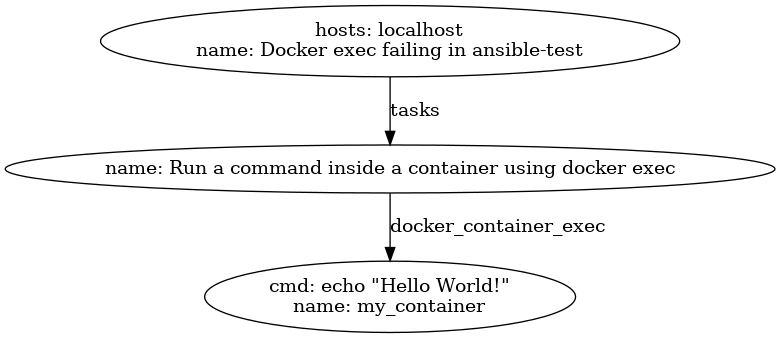 hosts: localhost
name: Docker exec failing in ansible-test
tasks
name: Run a command inside a container using docker exec
docker_container_exec
cmd: echo "Hello World!"
name: my_container